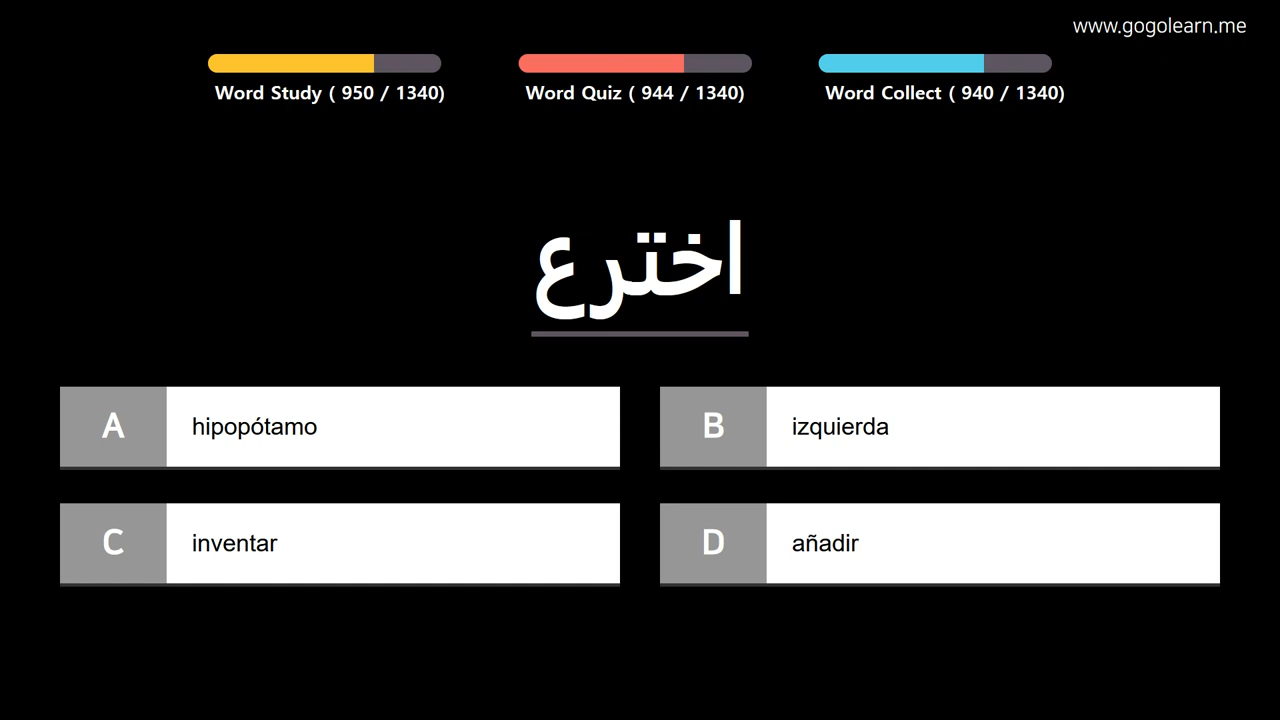 www.gogolearn.me
Word Study ( 950 / 1340)
Word Quiz ( 944 / 1340)
Word Collect ( 940 / 1340)
اخترع
A hipopótamo
B izquierda
C inventar
D añadir